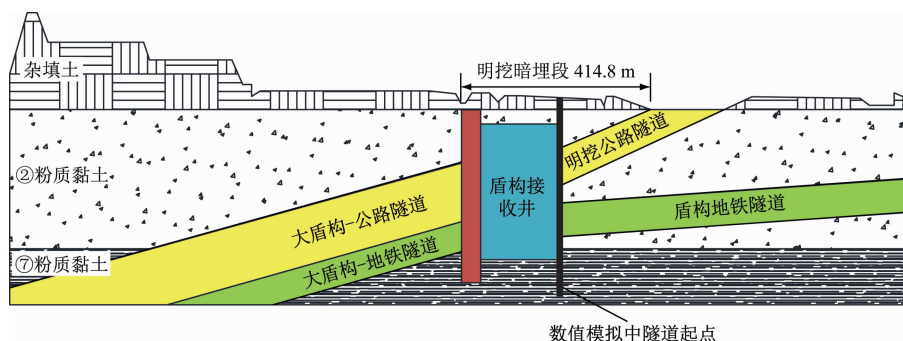 杂填土
明挖暗埋段 414.8 m
②粉质黏土
明挖公路隧道
盾构接
收井
盾构地铁隧道
大盾构-公路隧道
⑦粉质黏土
大盾构-地铁隧道
数值模拟中隧道起点